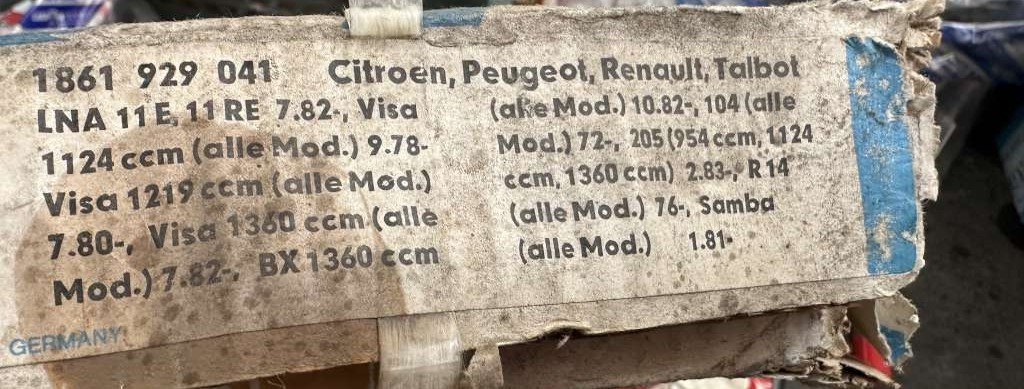 1861 929 041 Citroen, Peugeot, Renault, Talbot
LNA 11 E, 11 RE 7.82-, Visa
1124 ccm (alle Mod.) 9.78-
Visa 1219 ccm (alle Mod.)
7.80-, Visa 1360 ccm (alle
Mod.) 7.82-, BX 1360 ccm
(alle Mod.) 10.82-, 104 (alle
Mod.) 72-, 205 (954 ccm, 1124
ccm, 1360 ccm) 2.83-, R 14
(alle Mod.) 76-, Samba
(alle Mod.) 1.81-
GERMANY